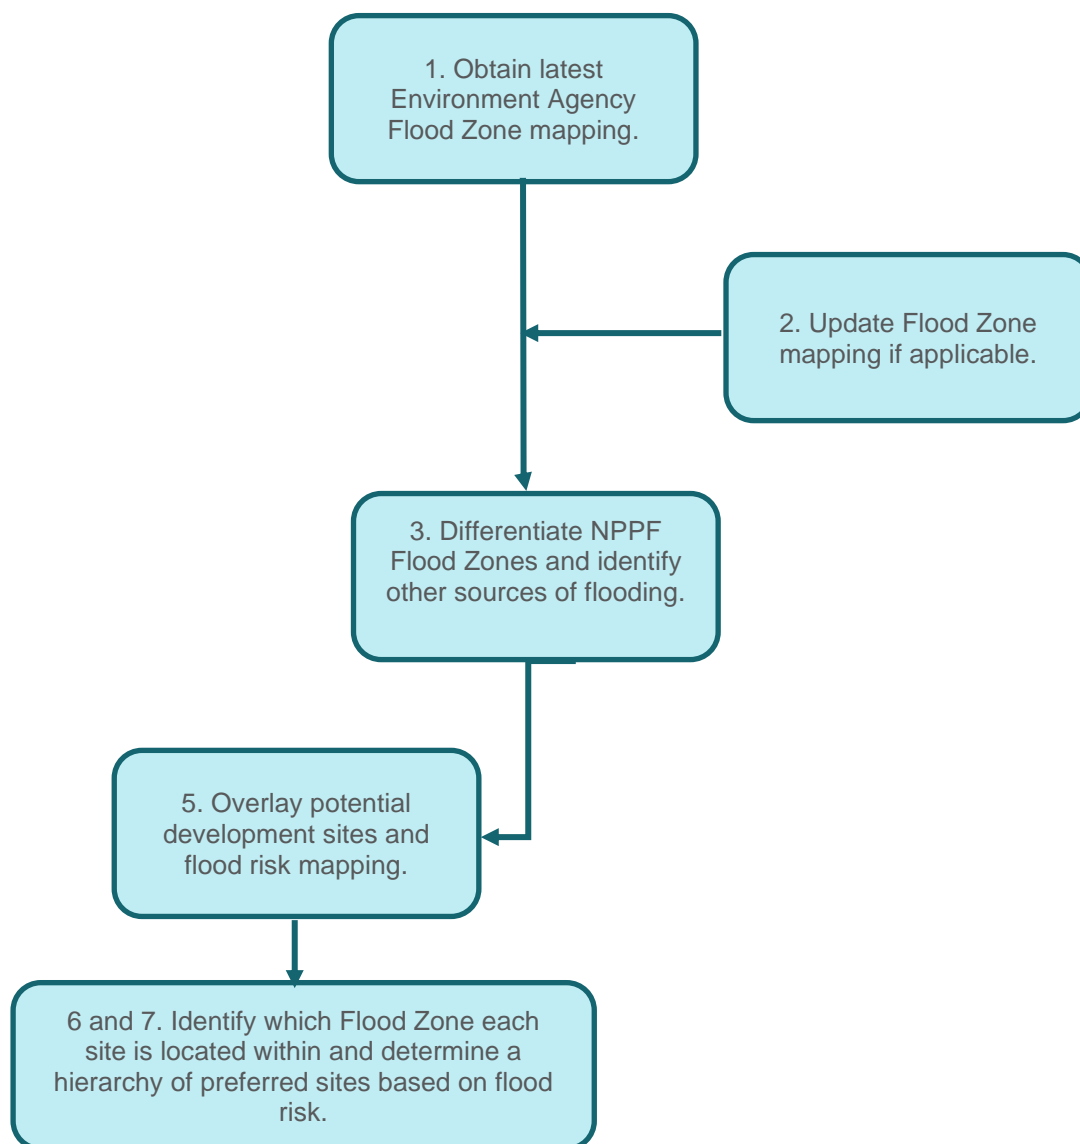 1. Obtain latest
Environment Agency
Flood Zone mapping.
2. Update Flood Zone
mapping if applicable.
3. Differentiate NPPF
Flood Zones and identify
other sources of flooding.
5. Overlay potential
development sites and
flood risk mapping.
6 and 7. Identify which Flood Zone each
site is located within and determine a
hierarchy of preferred sites based on flood
risk.